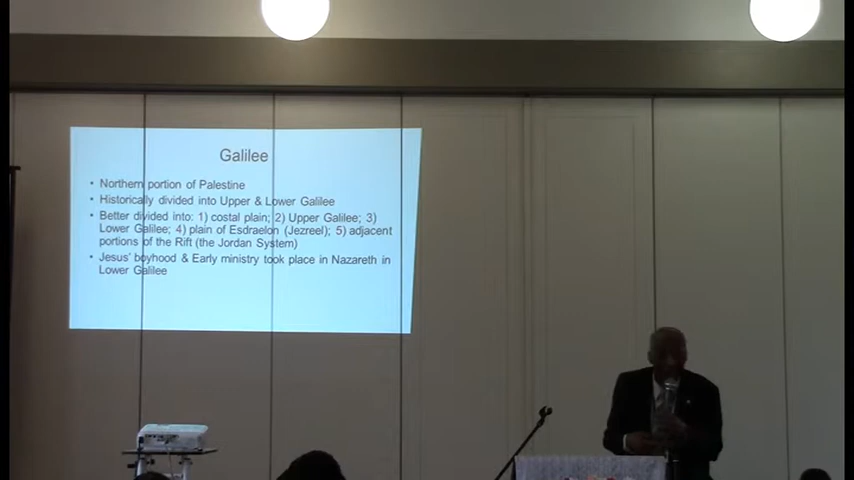 Galilee
• Northern portion of Palestine
• Historically divided into Upper & Lower Galilee
• Better divided into: 1) costal plain; 2) Upper Galilee; 3)
Lower Galilee; 4) plain of Esdraelon (Jezreel); 5) adjacent
portions of the Rift (the Jordan System)
• Jesus' boyhood & Early ministry took place in Nazareth in
Lower Galilee